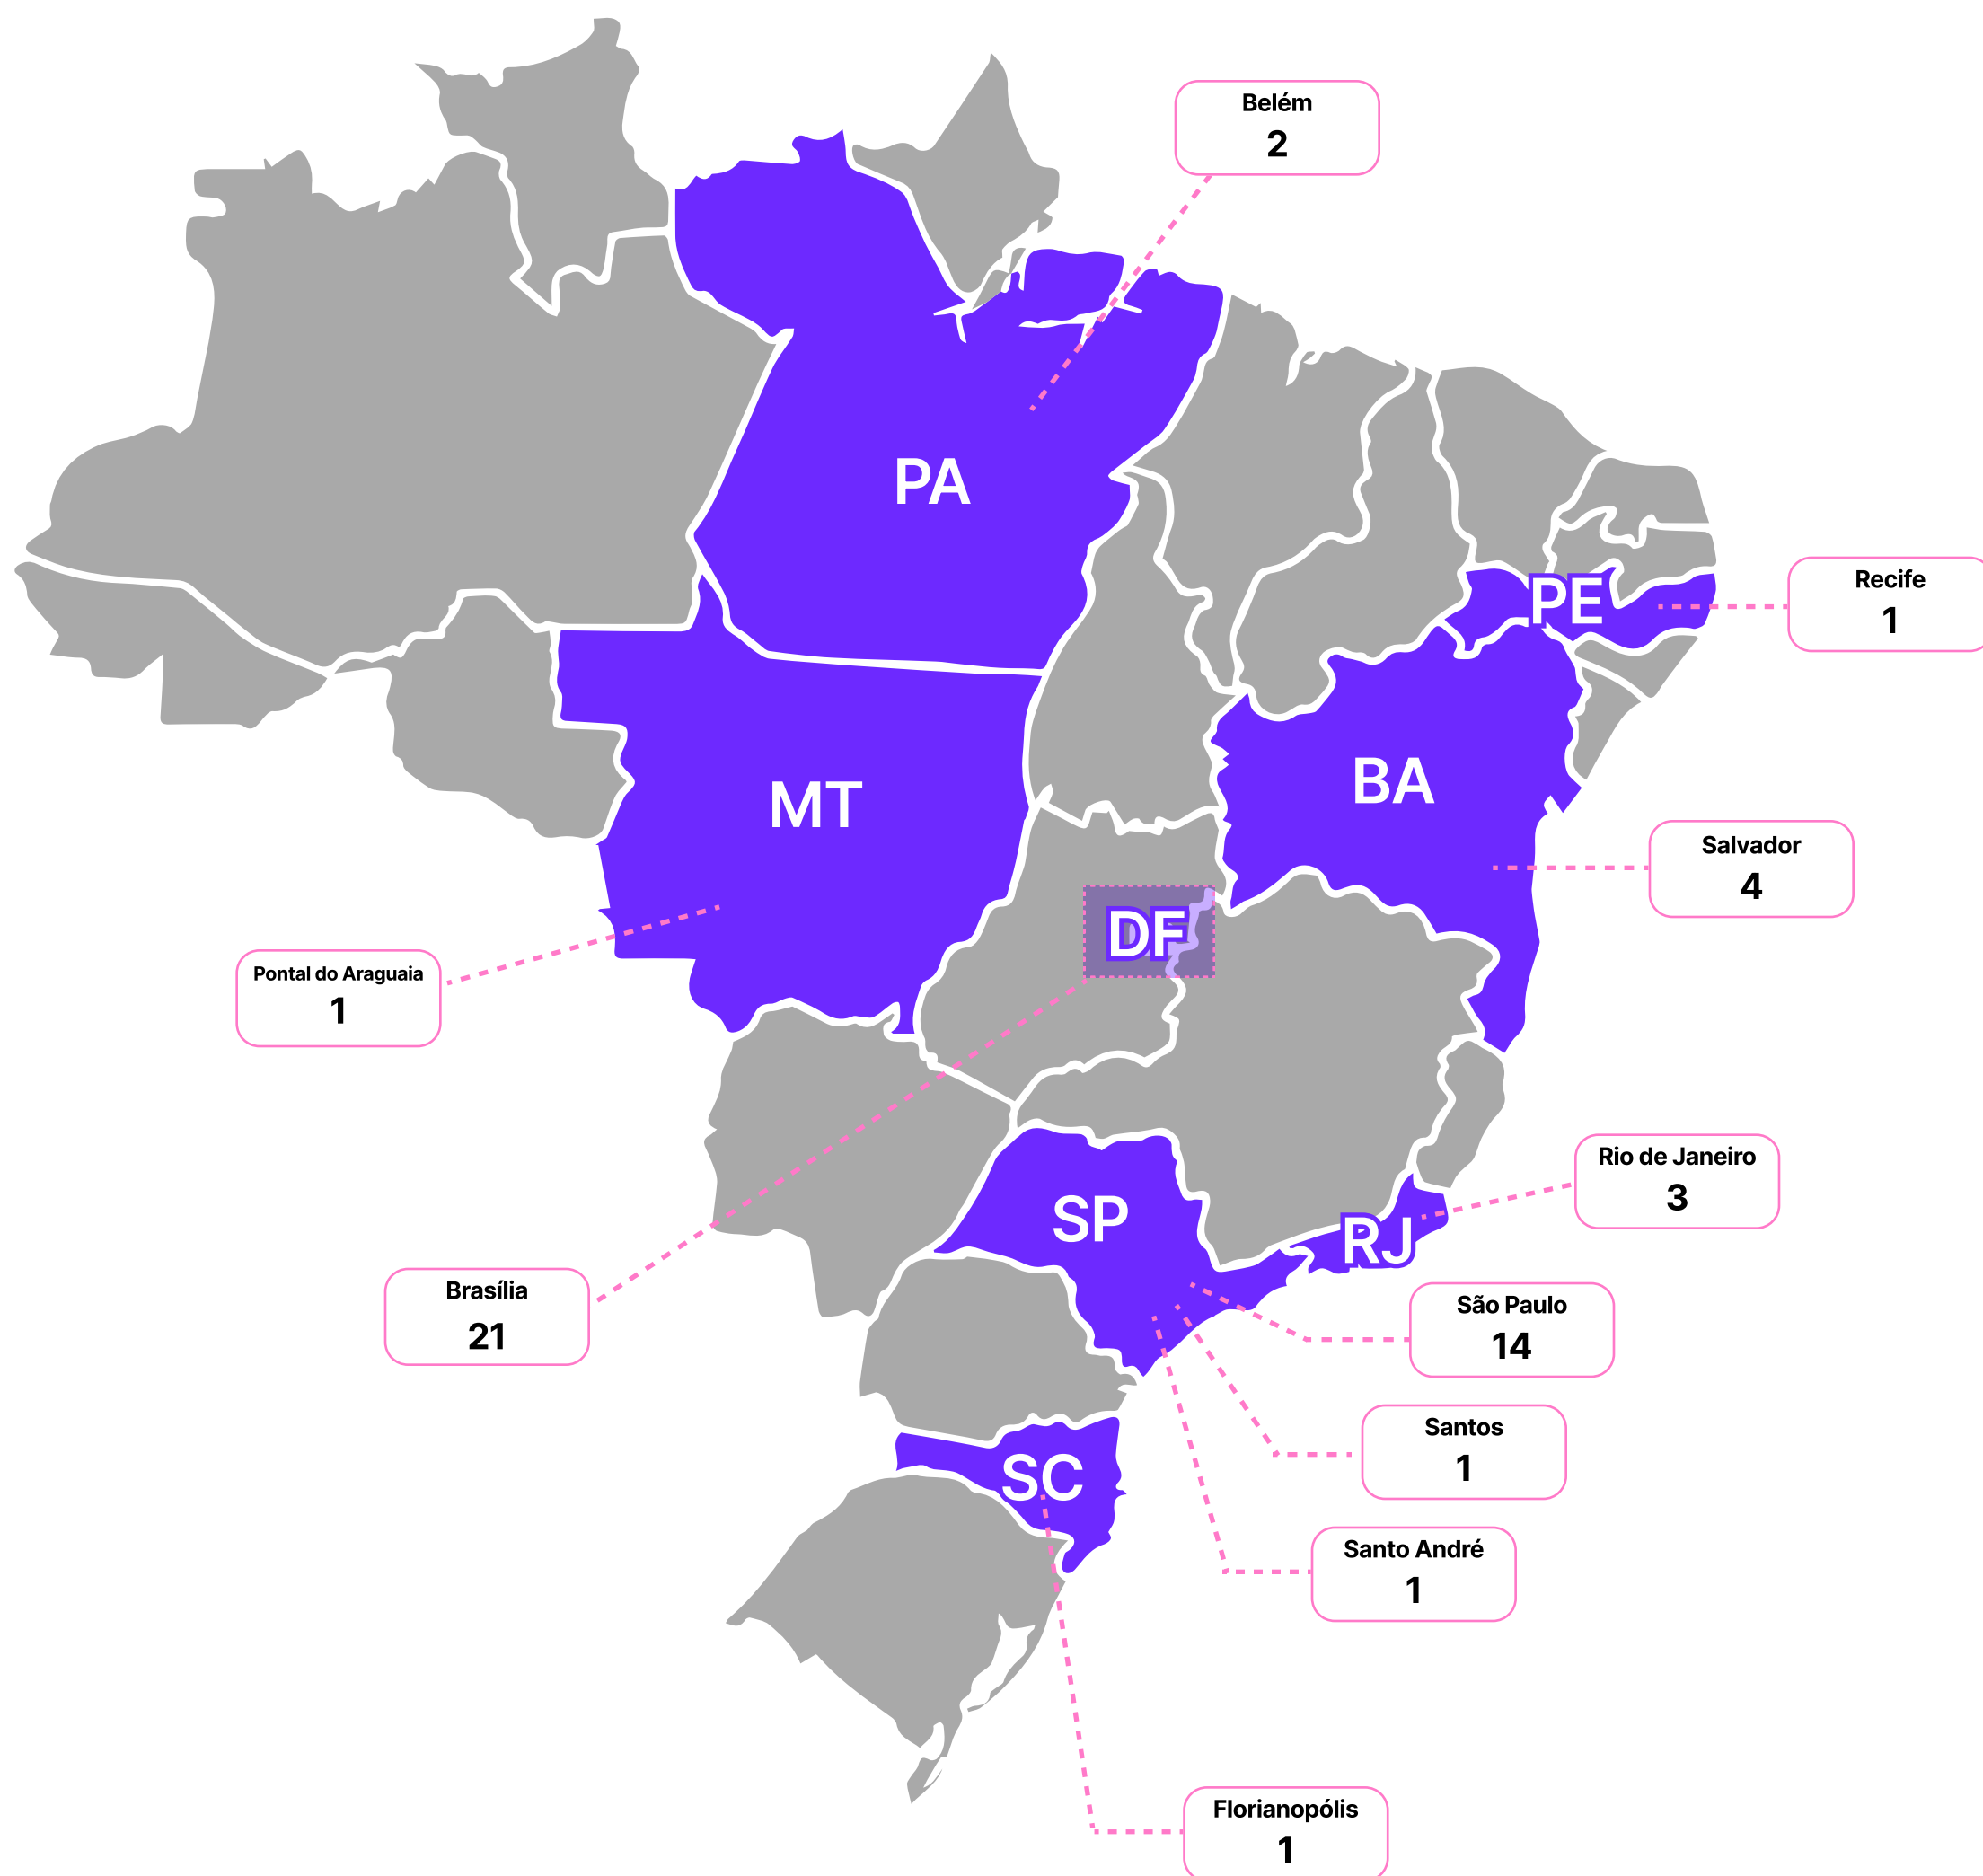 Belém
2
PA
PE
Recife
1
MT
BA
Salvador
4
DF
Pontal do Araguaia
1
Rio de Janeiro
3
SP
RJ
Brasília
21
São Paulo
14
Santos
1
SC
Santo André
1
Florianopólis
1